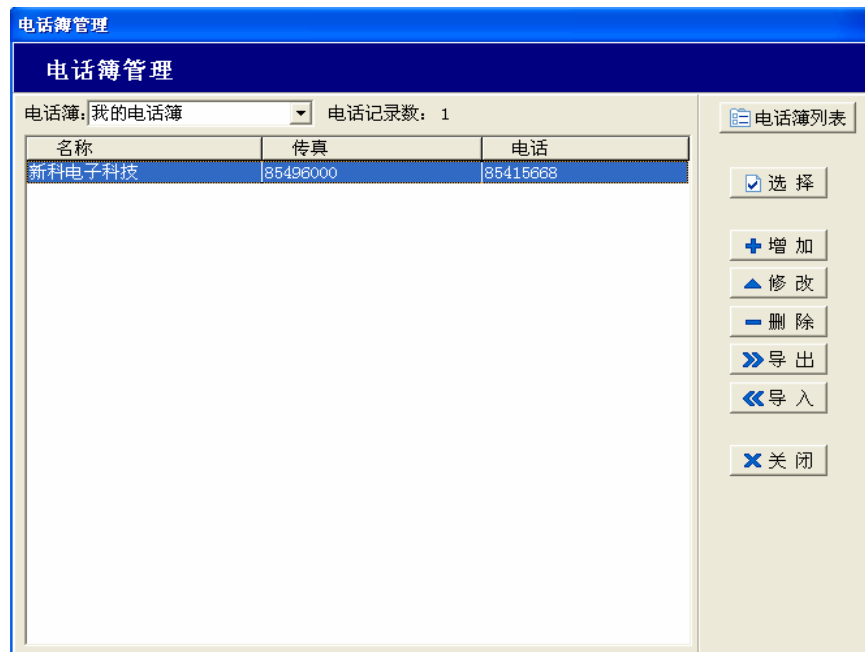 电话簿管理
电话簿管理
电话簿:我的电话簿 电话记录数: 1
电话簿列表
名称 传真 电话
新科电子科技 85496000 85415668
选 择
增 加
修 改
删 除
导 出
导 入
关 闭